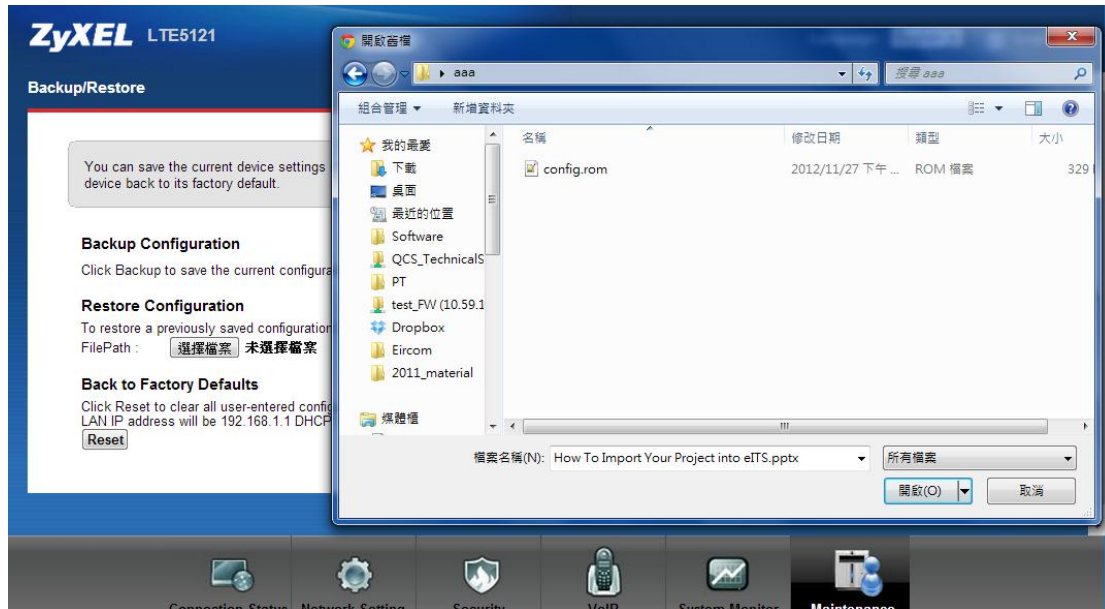 ZyXEL LTE5121
Backup/Restore
You can save the current device settings
device back to its factory default.
Backup Configuration
Click Backup to save the current configura
Restore Configuration
To restore a previously saved configuration
FilePath : 選擇檔案 未選擇檔案
Back to Factory Defaults
Click Reset to clear all user-entered config
LAN IP address will be 192.168.1.1 DHCP
Reset
開啟舊檔
aaa
搜尋 aaa
組合管理 新增資料夾
我的最愛
下載
桌面
最近的位置
Software
QCS_TechnicalS
PT
test_FW (10.59.1
Dropbox
Eircom
2011_material
媒體櫃
名稱 修改日期 類型 大小
config.rom 2012/11/27 下午 ... ROM 檔案 329
檔案名稱(N): How To Import Your Project into eITS.pptx 所有檔案
開啟(O) 取消
Connection Status Network Setting Security VoIP System Monitor Maintenance